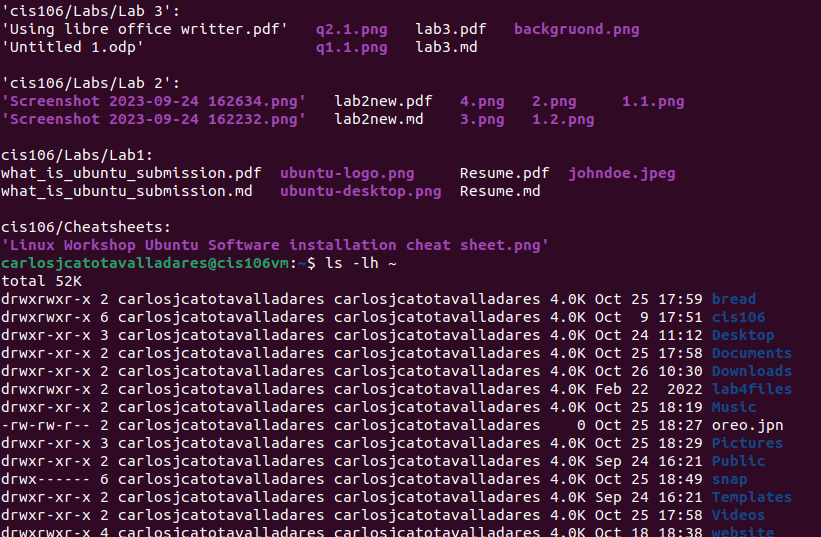 'cis106/Labs/Lab 3':
'Using libre office writter.pdf' q2.1.png lab3.pdf backgruond.png
'Untitled 1.odp' q1.1.png lab3.md
'cis106/Labs/Lab 2':
'Screenshot 2023-09-24 162634.png' lab2new.pdf 4.png 2.png 1.1.png
'Screenshot 2023-09-24 162232.png' lab2new.md 3.png 1.2.png
cis106/Labs/Lab1:
what_is_ubuntu_submission.pdf ubuntu-logo.png Resume.pdf johndoe.jpeg
what_is_ubuntu_submission.md ubuntu-desktop.png Resume.md
cis106/Cheatsheets:
'Linux Workshop Ubuntu Software installation cheat sheet.png'
carlosjcatotavalladares@cis106vm:~$ ls -lh ~
total 52K
drwxrwxr-x 2 carlosjcatotavalladares carlosjcatotavalladares 4.0K Oct 25 17:59 bread
drwxrwxr-x 6 carlosjcatotavalladares carlosjcatotavalladares 4.0K Oct 9 17:51 cis106
drwxr-xr-x 3 carlosjcatotavalladares carlosjcatotavalladares 4.0K Oct 24 11:12 Desktop
drwxr-xr-x 2 carlosjcatotavalladares carlosjcatotavalladares 4.0K Oct 25 17:58 Documents
drwxr-xr-x 2 carlosjcatotavalladares carlosjcatotavalladares 4.0K Oct 26 10:30 Downloads
drwxrwxr-x 2 carlosjcatotavalladares carlosjcatotavalladares 4.0K Feb 22 2022 lab4files
drwxr-xr-x 2 carlosjcatotavalladares carlosjcatotavalladares 4.0K Oct 25 18:19 Music
-rw-rw-r-- 2 carlosjcatotavalladares carlosjcatotavalladares 0 Oct 25 18:27 oreo.jpn
drwxr-xr-x 3 carlosjcatotavalladares carlosjcatotavalladares 4.0K Oct 25 18:29 Pictures
drwxr-xr-x 2 carlosjcatotavalladares carlosjcatotavalladares 4.0K Sep 24 16:21 Public
drwx------ 6 carlosjcatotavalladares carlosjcatotavalladares 4.0K Oct 25 18:49 snap
drwxr-xr-x 2 carlosjcatotavalladares carlosjcatotavalladares 4.0K Sep 24 16:21 Templates
drwxr-xr-x 2 carlosjcatotavalladares carlosjcatotavalladares 4.0K Oct 25 17:58 Videos
drwxrwxr-x 4 carlosjcatotavalladares carlosjcatotavalladares 4.0K Oct 18 18:38 website